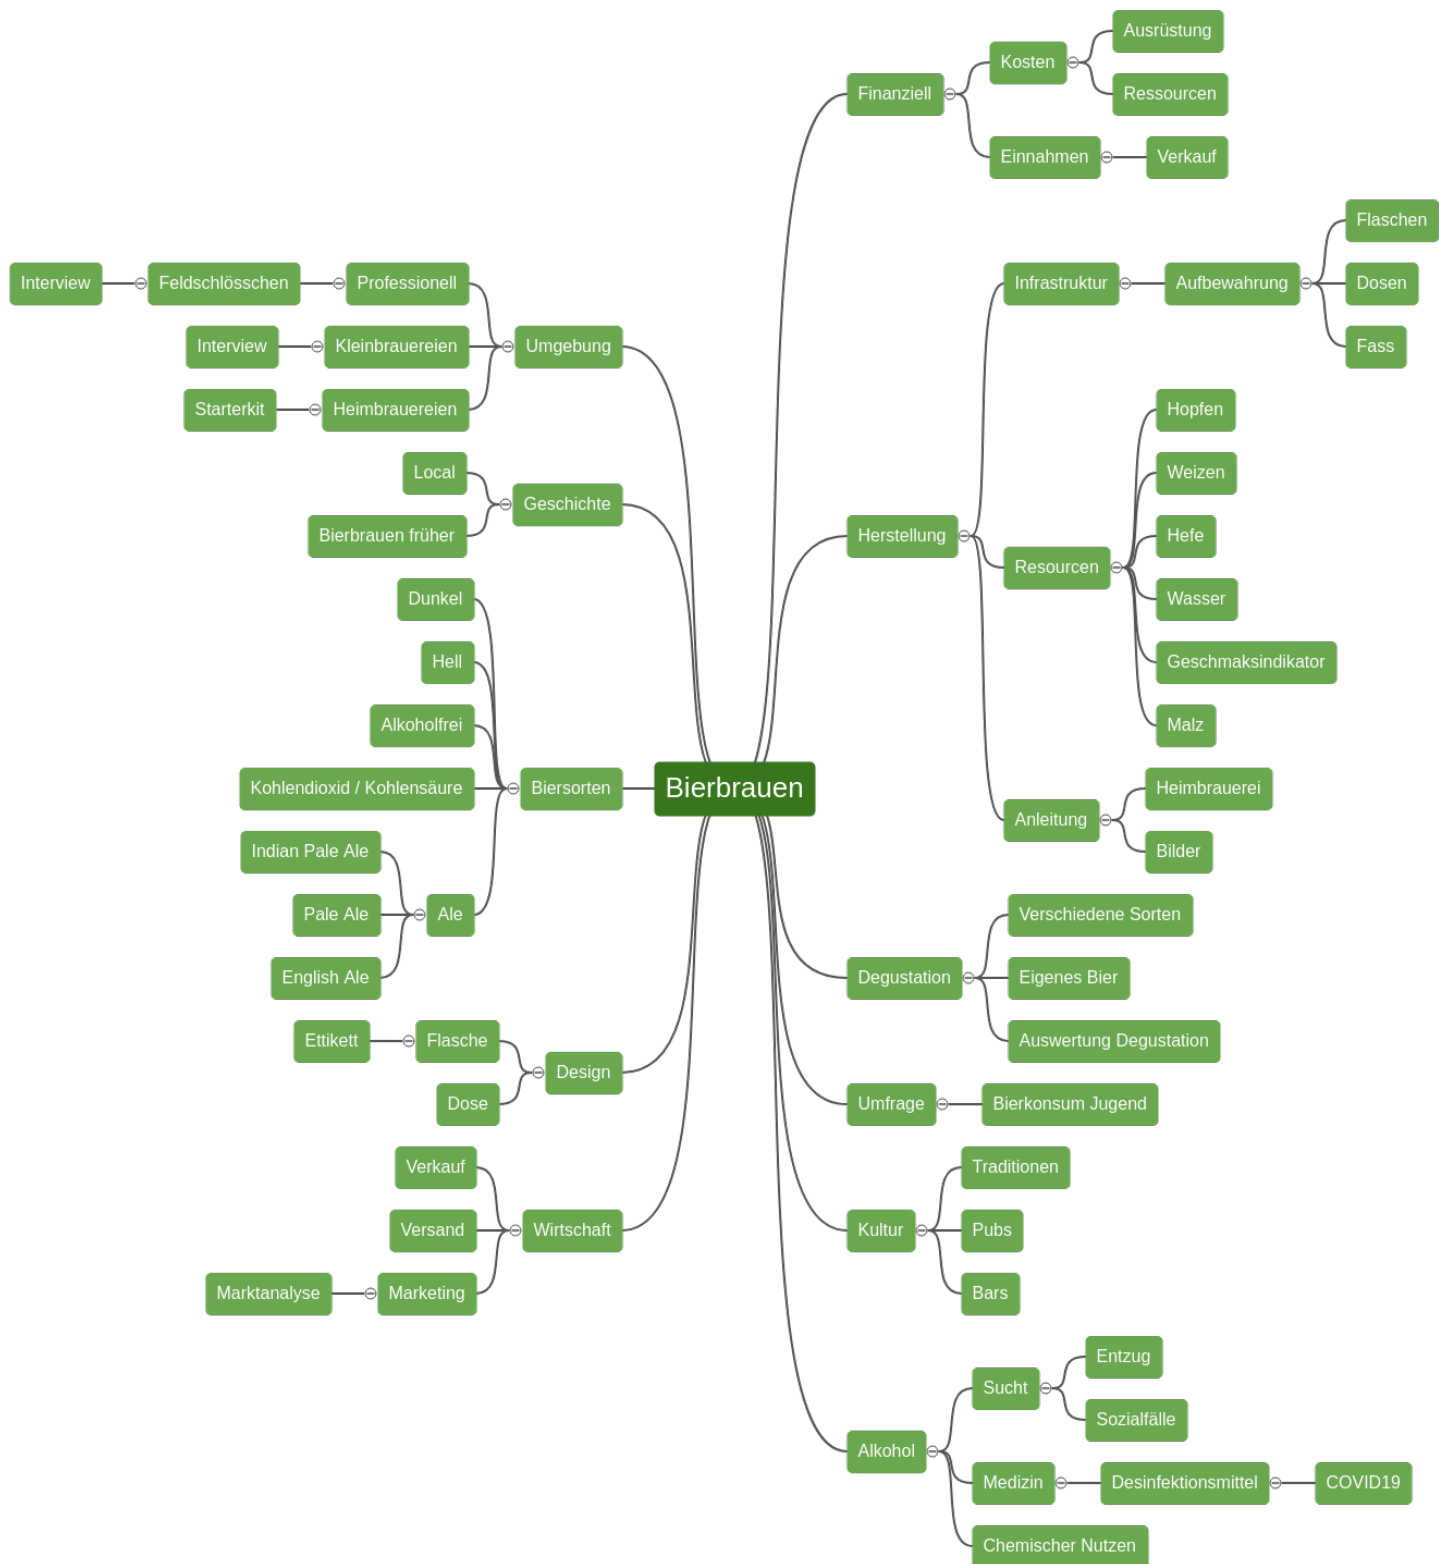 Bierbrauen
Finanziell
Kosten
Ausrüstung
Ressourcen
Einnahmen
Verkauf
Herstellung
Infrastruktur
Aufbewahrung
Flaschen
Dosen
Fass
Resourcen
Hopfen
Weizen
Hefe
Wasser
Geschmaksindikator
Malz
Anleitung
Heimbrauerei
Bilder
Degustation
Verschiedene Sorten
Eigenes Bier
Auswertung Degustation
Umfrage
Bierkonsum Jugend
Kultur
Traditionen
Pubs
Bars
Alkohol
Sucht
Entzug
Sozialfälle
Medizin
Desinfektionsmittel
COVID19
Chemischer Nutzen
Umgebung
Professionell
Feldschlösschen
Interview
Kleinbrauereien
Interview
Heimbrauereien
Starterkit
Geschichte
Local
Bierbrauen früher
Biersorten
Dunkel
Hell
Alkoholfrei
Kohlendioxid / Kohlensäure
Ale
Indian Pale Ale
Pale Ale
English Ale
Design
Flasche
Ettikett
Dose
Wirtschaft
Verkauf
Versand
Marketing
Marktanalyse